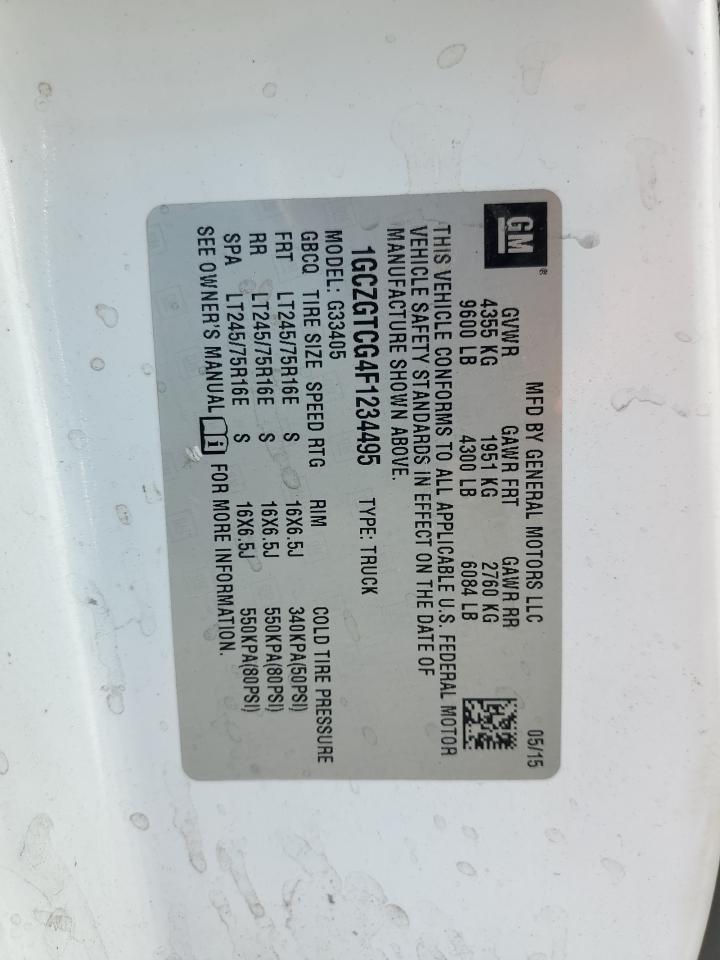 GM ®
MFD BY GENERAL MOTORS LLC 05/15
GVWR GAWR FRT GAWR RR
4355 KG 1951 KG 2760 KG
9600 LB 4300 LB 6084 LB
THIS VEHICLE CONFORMS TO ALL APPLICABLE U.S. FEDERAL MOTOR
VEHICLE SAFETY STANDARDS IN EFFECT ON THE DATE OF
MANUFACTURE SHOWN ABOVE.
1GCZGTCG4F1234495 TYPE: TRUCK
MODEL: G33405
GBCQ TIRE SIZE SPEED RTG RIM COLD TIRE PRESSURE
FRT LT245/75R16E S 16X6.5J 340KPA(50PSI)
RR LT245/75R16E S 16X6.5J 550KPA(80PSI)
SPA LT245/75R16E S 16X6.5J 550KPA(80PSI)
SEE OWNER'S MANUAL i FOR MORE INFORMATION.